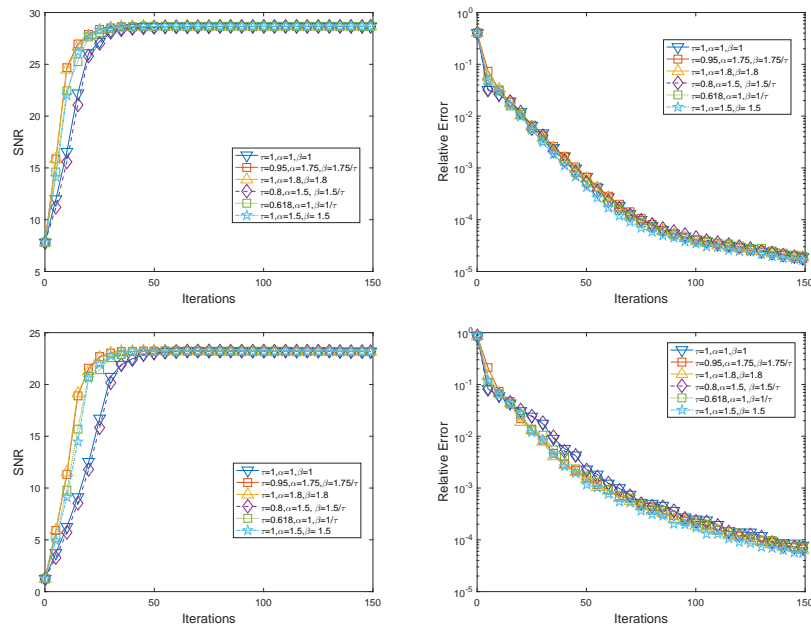 30
25
20
15
10
5
SNR
τ=1,α=1,β=1
τ=0.95,α=1.75,β=1.75/τ
τ=1,α=1.8,β=1.8
τ=0.8,α=1.5, β=1.5/τ
τ=0.618,α=1,β=1/τ
τ=1,α=1.5,β= 1.5
0 50 100 150
Iterations
10^0
10^-1
10^-2
10^-3
10^-4
10^-5
Relative Error
τ=1,α=1,β=1
τ=0.95,α=1.75,β=1.75/τ
τ=1,α=1.8,β=1.8
τ=0.8,α=1.5, β=1.5/τ
τ=0.618,α=1,β=1/τ
τ=1,α=1.5,β= 1.5
0 50 100 150
Iterations
25
20
15
10
5
0
SNR
τ=1,α=1,β=1
τ=0.95,α=1.75,β=1.75/τ
τ=1,α=1.8,β=1.8
τ=0.8,α=1.5, β=1.5/τ
τ=0.618,α=1,β=1/τ
τ=1,α=1.5,β= 1.5
0 50 100 150
Iterations
10^0
10^-1
10^-2
10^-3
10^-4
10^-5
Relative Error
τ=1,α=1,β=1
τ=0.95,α=1.75,β=1.75/τ
τ=1,α=1.8,β=1.8
τ=0.8,α=1.5, β=1.5/τ
τ=0.618,α=1,β=1/τ
τ=1,α=1.5,β= 1.5
0 50 100 150
Iterations